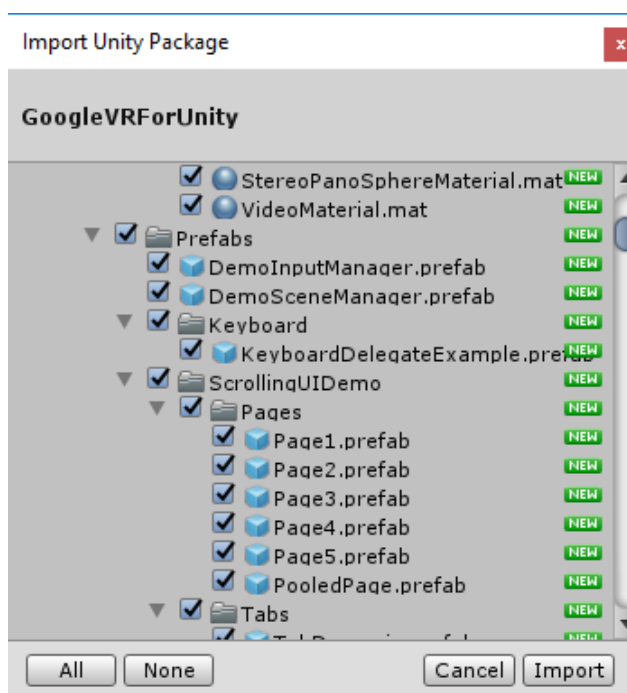 Import Unity Package
x
GoogleVRForUnity
StereoPanoSphereMaterial.mat NEW
VideoMaterial.mat NEW
Prefabs NEW
DemoInputManager.prefab NEW
DemoSceneManager.prefab NEW
Keyboard NEW
KeyboardDelegateExample.prefab NEW
ScrollingUIDemo NEW
Pages NEW
Page1.prefab NEW
Page2.prefab NEW
Page3.prefab NEW
Page4.prefab NEW
Page5.prefab NEW
PooledPage.prefab NEW
Tabs NEW
NEW
All None Cancel Import